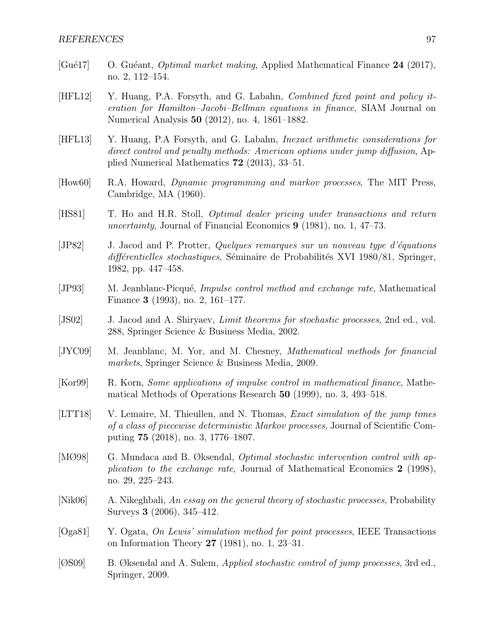 REFERENCES 97
[Gué17] O. Guéant, Optimal market making, Applied Mathematical Finance 24 (2017),
no. 2, 112–154.
[HFL12] Y. Huang, P.A. Forsyth, and G. Labahn, Combined fixed point and policy it-
eration for Hamilton–Jacobi–Bellman equations in finance, SIAM Journal on
Numerical Analysis 50 (2012), no. 4, 1861–1882.
[HFL13] Y. Huang, P.A Forsyth, and G. Labahn, Inexact arithmetic considerations for
direct control and penalty methods: American options under jump diffusion, Ap-
plied Numerical Mathematics 72 (2013), 33–51.
[How60] R.A. Howard, Dynamic programming and markov processes, The MIT Press,
Cambridge, MA (1960).
[HS81] T. Ho and H.R. Stoll, Optimal dealer pricing under transactions and return
uncertainty, Journal of Financial Economics 9 (1981), no. 1, 47–73.
[JP82] J. Jacod and P. Protter, Quelques remarques sur un nouveau type d'équations
différentielles stochastiques, Séminaire de Probabilités XVI 1980/81, Springer,
1982, pp. 447–458.
[JP93] M. Jeanblanc-Picqué, Impulse control method and exchange rate, Mathematical
Finance 3 (1993), no. 2, 161–177.
[JS02] J. Jacod and A. Shiryaev, Limit theorems for stochastic processes, 2nd ed., vol.
288, Springer Science & Business Media, 2002.
[JYC09] M. Jeanblanc, M. Yor, and M. Chesney, Mathematical methods for financial
markets, Springer Science & Business Media, 2009.
[Kor99] R. Korn, Some applications of impulse control in mathematical finance, Mathe-
matical Methods of Operations Research 50 (1999), no. 3, 493–518.
[LTT18] V. Lemaire, M. Thieullen, and N. Thomas, Exact simulation of the jump times
of a class of piecewise deterministic Markov processes, Journal of Scientific Com-
puting 75 (2018), no. 3, 1776–1807.
[MØ98] G. Mundaca and B. Øksendal, Optimal stochastic intervention control with ap-
plication to the exchange rate, Journal of Mathematical Economics 2 (1998),
no. 29, 225–243.
[Nik06] A. Nikeghbali, An essay on the general theory of stochastic processes, Probability
Surveys 3 (2006), 345–412.
[Oga81] Y. Ogata, On Lewis' simulation method for point processes, IEEE Transactions
on Information Theory 27 (1981), no. 1, 23–31.
[ØS09] B. Øksendal and A. Sulem, Applied stochastic control of jump processes, 3rd ed.,
Springer, 2009.